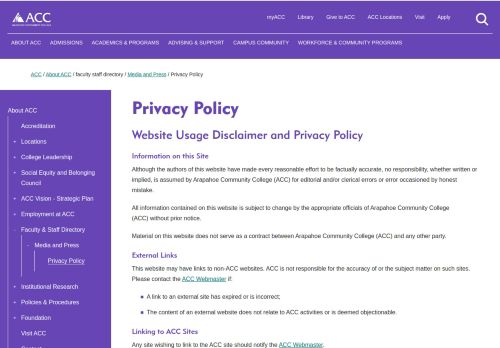 ACC
myACC Library Give to ACC ACC Locations Visit Apply
ABOUT ACC ADMISSIONS ACADEMICS & PROGRAMS ADVISING & SUPPORT CAMPUS COMMUNITY WORKFORCE & COMMUNITY PROGRAMS
ACC / About ACC / faculty staff directory / Media and Press / Privacy Policy
About ACC
Accreditation
+ Locations
+ College Leadership
+ Social Equity and Belonging
Council
+ ACC Vision - Strategic Plan
+ Employment at ACC
- Faculty & Staff Directory
- Media and Press
Privacy Policy
+ Institutional Research
+ Policies & Procedures
+ Foundation
Visit ACC
Privacy Policy
Website Usage Disclaimer and Privacy Policy
Information on this Site
Although the authors of this website have made every reasonable effort to be factually accurate, no responsibility, whether written or
implied, is assumed by Arapahoe Community College (ACC) for editorial and/or clerical errors or error occasioned by honest
mistake.
All information contained on this website is subject to change by the appropriate officials of Arapahoe Community College
(ACC) without prior notice.
Material on this website does not serve as a contract between Arapahoe Community College (ACC) and any other party.
External Links
This website may have links to non-ACC websites. ACC is not responsible for the accuracy of or the subject matter on such sites.
Please contact the ACC Webmaster if:
● A link to an external site has expired or is incorrect;
● The content of an external website does not relate to ACC activities or is deemed objectionable.
Linking to ACC Sites
Any site wishing to link to the ACC site should notify the ACC Webmaster.